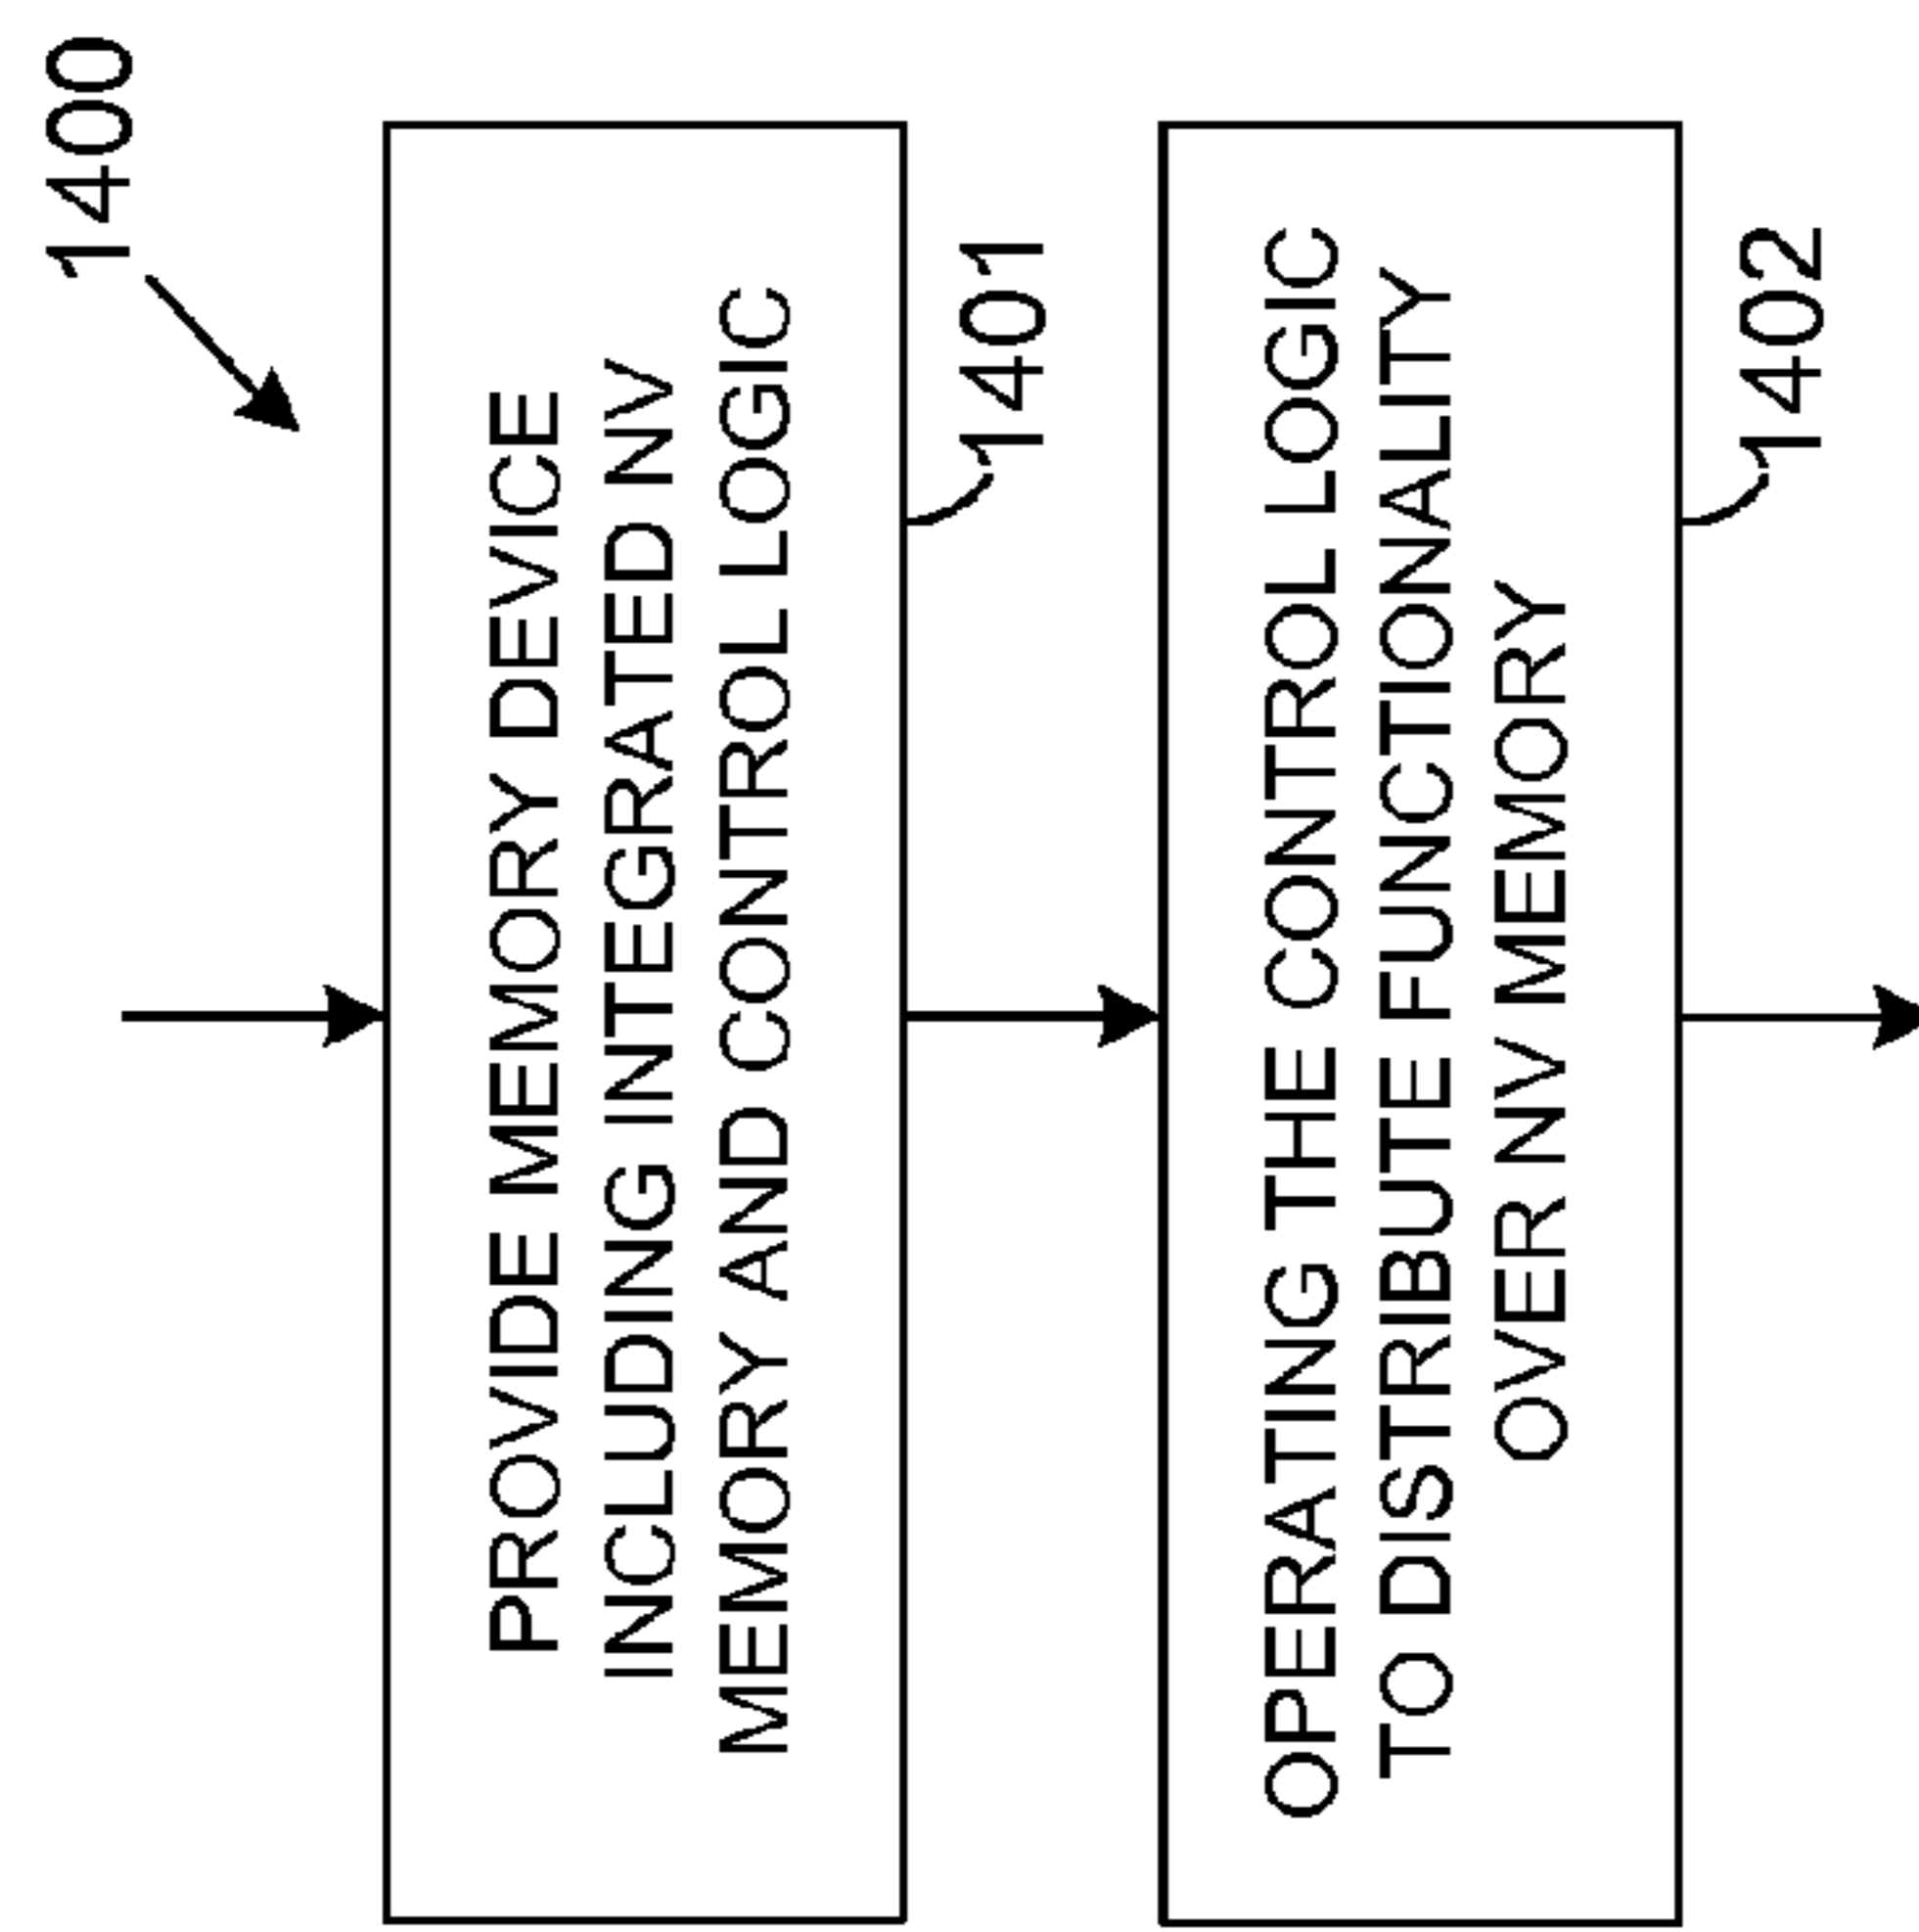 1400
PROVIDE MEMORY DEVICE
INCLUDING INTEGRATED NV
MEMORY AND CONTROL LOGIC
1401
OPERATING THE CONTROL LOGIC
TO DISTRIBUTE FUNCTIONALITY
OVER NV MEMORY
1402